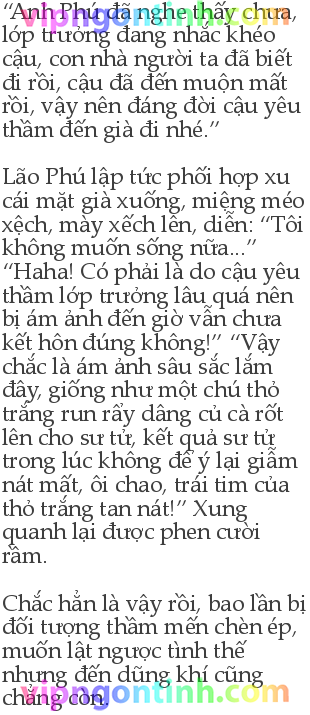 vipngontinh.com
“Anh Phú đã nghe thấy chưa,
lớp trưởng đang nhắc khéo
cậu, con nhà người ta đã biết
đi rồi, cậu đã đến muộn mất
rồi, vậy nên đáng đời cậu yêu
thầm đến già đi nhé.”
Lão Phú lập tức phối hợp xu
cái mặt già xuống, miệng méo
xệch, mày xếch lên, diễn: “Tôi
không muốn sống nữa...”
“Haha! Có phải là do cậu yêu
thầm lớp trưởng lâu quá nên
bị ám ảnh đến giờ vẫn chưa
kết hôn đúng không!” “Vậy
chắc là ám ảnh sâu sắc lắm
đây, giống như một chú thỏ
trắng run rẩy dâng củ cà rốt
lên cho sư tử, kết quả sư tử
trong lúc không để ý lại giẫm
nát mất, ôi chao, trái tim của
thỏ trắng tan nát!” Xung
quanh lại được phen cười
rầm.
Chắc hẳn là vậy rồi, bao lần bị
đối tượng thầm mến chèn ép,
muốn lật ngược tình thế
nhưng đến dũng khí cũng
chẳng còn.
vipngontinh.com